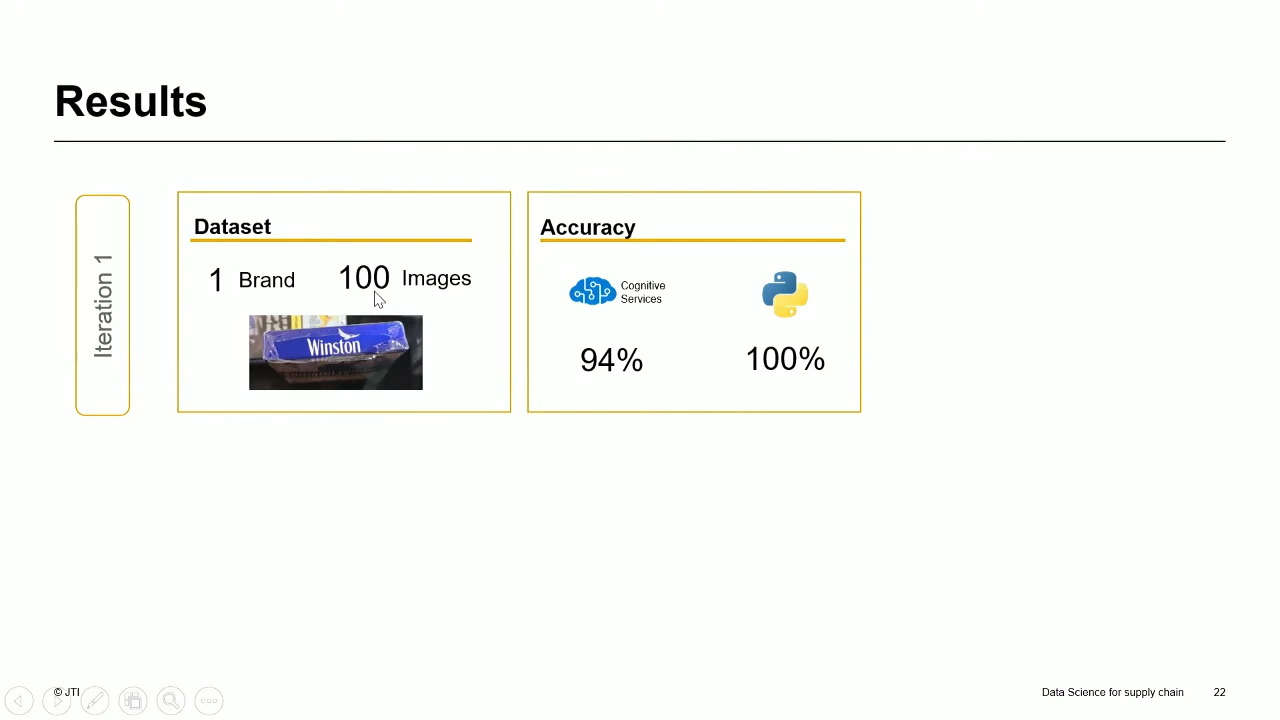 Results
Iteration 1
Dataset
1 Brand 100 Images
Winston
Accuracy
Cognitive
Services
94% 100%
© JTI
Data Science for supply chain 22